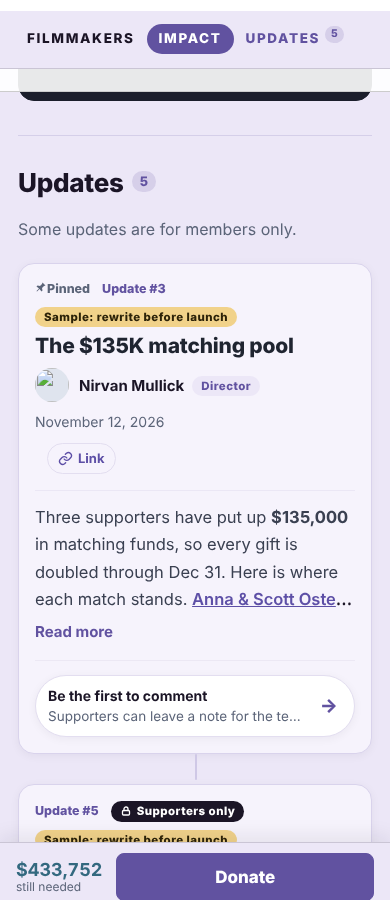 FILMMAKERS IMPACT UPDATES 5
Updates 5
Some updates are for members only.
Pinned Update #3
Sample: rewrite before launch
The $135K matching pool
Nirvan Mullick Director
November 12, 2026
Link
Three supporters have put up $135,000
in matching funds, so every gift is
doubled through Dec 31. Here is where
each match stands. Anna & Scott Oste...
Read more
Be the first to comment
Supporters can leave a note for the te...
Update #5 Supporters only
Sample: rewrite before launch
$433,752
still needed
Donate